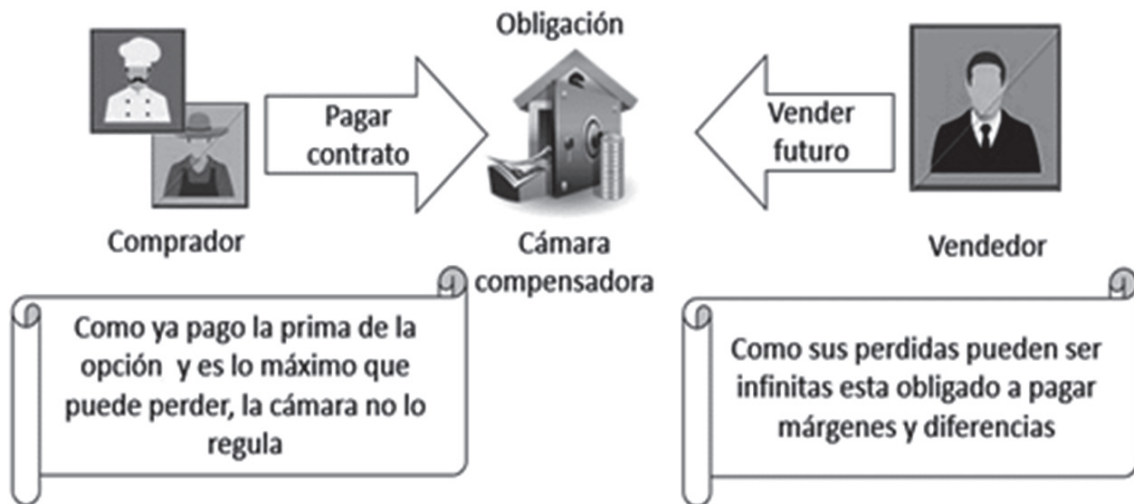 Obligación
Pagar
contrato
Vender
futuro
Comprador
Cámara
compensadora
Vendedor
Como ya pago la prima de la
opción y es lo máximo que
puede perder, la cámara no lo
regula
Como sus perdidas pueden ser
infinitas esta obligado a pagar
márgenes y diferencias